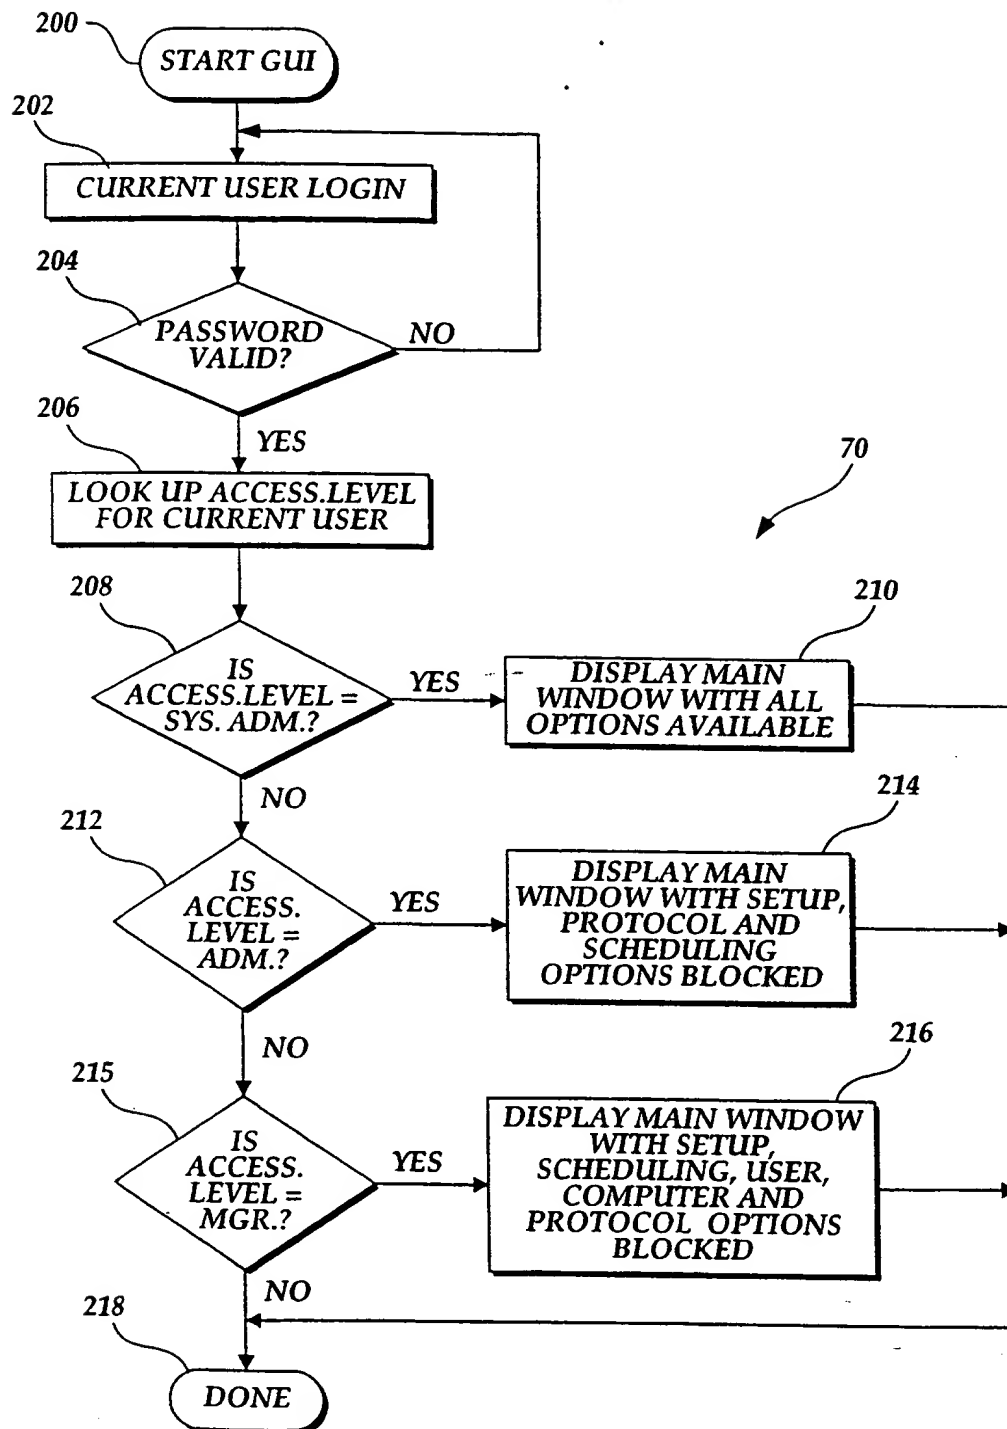 200
START GUI
202
CURRENT USER LOGIN
204
PASSWORD
VALID?
NO
206
YES
LOOK UP ACCESS.LEVEL
FOR CURRENT USER
70
208
IS
ACCESS.LEVEL =
SYS. ADM.?
YES
210
DISPLAY MAIN
WINDOW WITH ALL
OPTIONS AVAILABLE
NO
212
IS
ACCESS.
LEVEL =
ADM.?
YES
214
DISPLAY MAIN
WINDOW WITH SETUP,
PROTOCOL AND
SCHEDULING
OPTIONS BLOCKED
NO
215
IS
ACCESS.
LEVEL =
MGR.?
YES
216
DISPLAY MAIN WINDOW
WITH SETUP,
SCHEDULING, USER,
COMPUTER AND
PROTOCOL OPTIONS
BLOCKED
NO
218
DONE